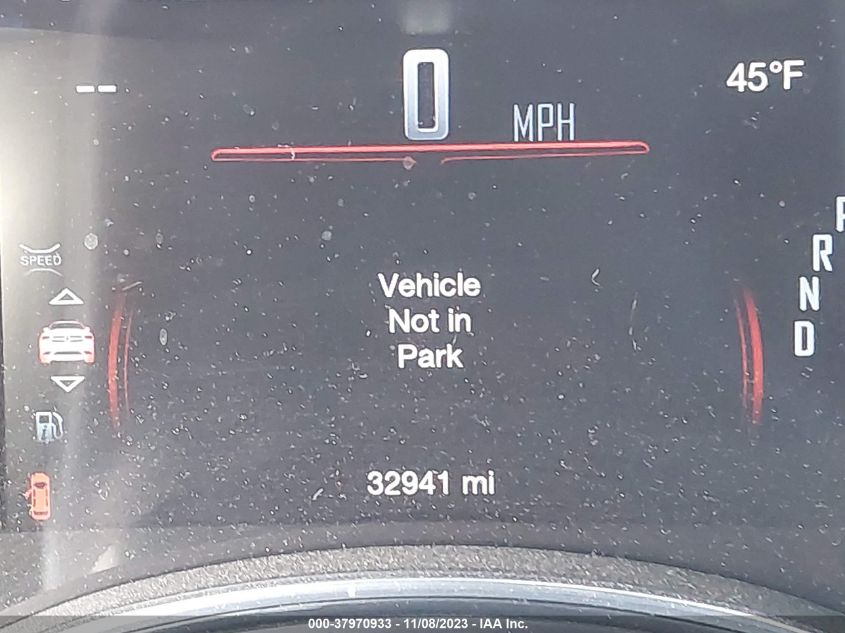 --
0
MPH
45°F
SPEED
Vehicle
Not in
Park
R
N
D
32941 mi
000-37970933 - 11/08/2023 - IAA Inc.